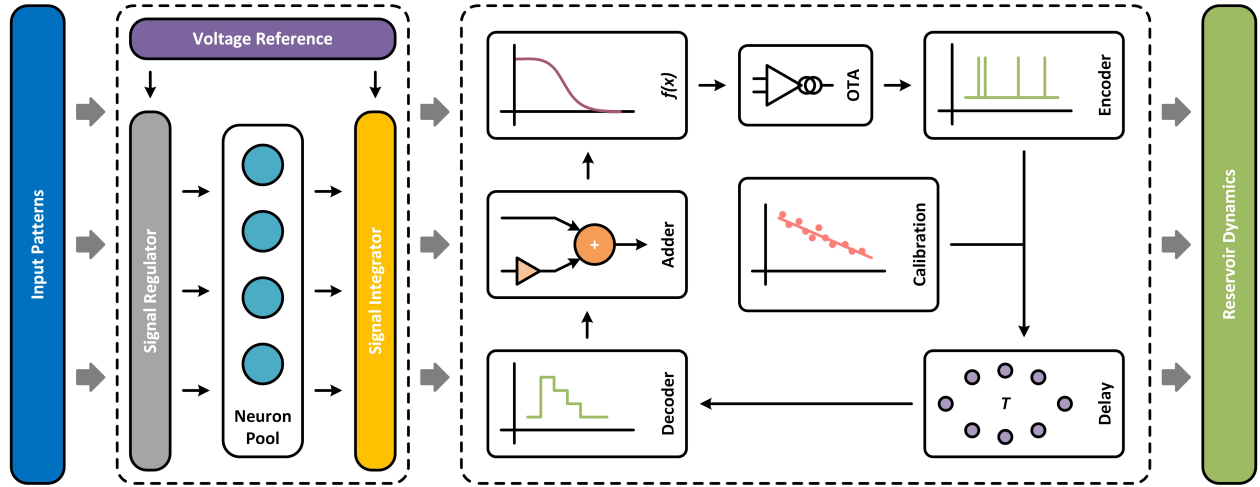 Input Patterns
Voltage Reference
Signal Regulator
Neuron
Pool
Signal Integrator
f(x)
OTA
Encoder
+
Adder
Calibration
Decoder
T
Delay
Reservoir Dynamics